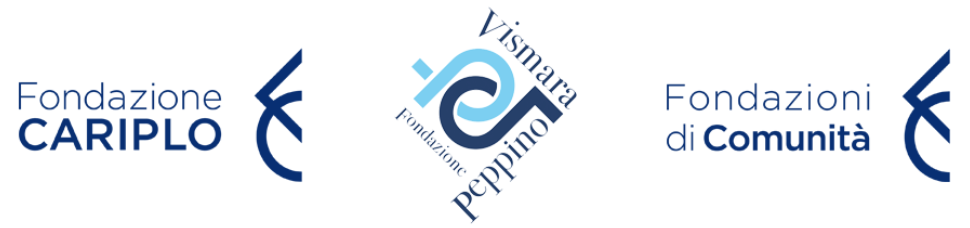 Fondazione
CARIPLO
Fondazione
Peppino
Vismara
Fondazioni
di Comunità